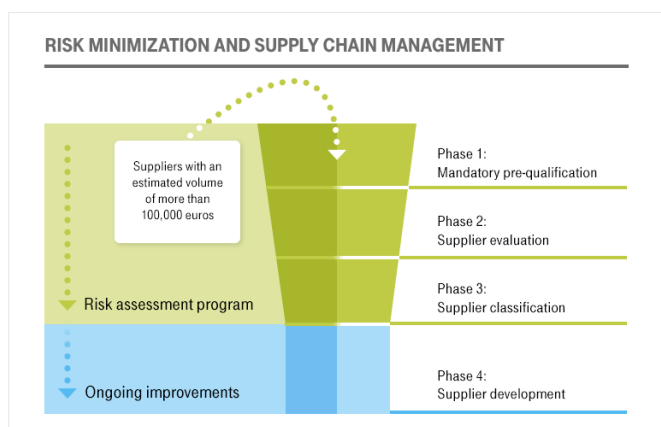 RISK MINIMIZATION AND SUPPLY CHAIN MANAGEMENT
Suppliers with an
estimated volume
of more than
100,000 euros
Phase 1:
Mandatory pre-qualification
Phase 2:
Supplier evaluation
Phase 3:
Supplier classification
Risk assessment program
Phase 4:
Supplier development
Ongoing improvements